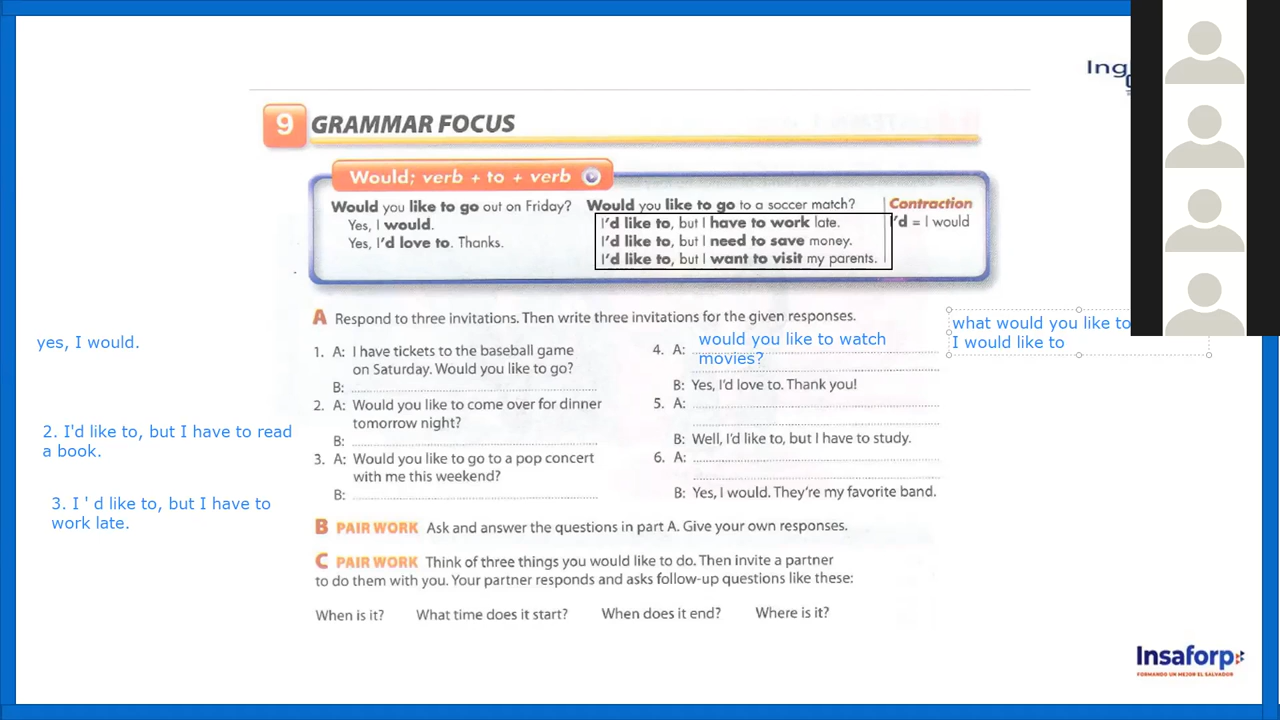 Ing
9 GRAMMAR FOCUS
Would; verb + to + verb
Would you like to go out on Friday?
Yes, I would.
Yes, I'd love to. Thanks.
Would you like to go to a soccer match?
I'd like to, but I have to work late.
I'd like to, but I need to save money.
I'd like to, but I want to visit my parents.
Contraction
I'd = I would
A Respond to three invitations. Then write three invitations for the given responses.
yes, I would.
1. A: I have tickets to the baseball game
on Saturday. Would you like to go?
B:
2. A: Would you like to come over for dinner
tomorrow night?
B:
2. I'd like to, but I have to read
a book.
3. A: Would you like to go to a pop concert
with me this weekend?
B:
3. I ' d like to, but I have to
work late.
4. A: would you like to watch
movies?
B: Yes, I'd love to. Thank you!
5. A:
B: Well, I'd like to, but I have to study.
6. A:
B: Yes, I would. They're my favorite band.
what would you like to
I would like to
B PAIR WORK Ask and answer the questions in part A. Give your own responses.
C PAIR WORK Think of three things you would like to do. Then invite a partner
to do them with you. Your partner responds and asks follow-up questions like these:
When is it? What time does it start? When does it end? Where is it?
Insaforp
FORMANDO UN MEJOR EL SALVADOR